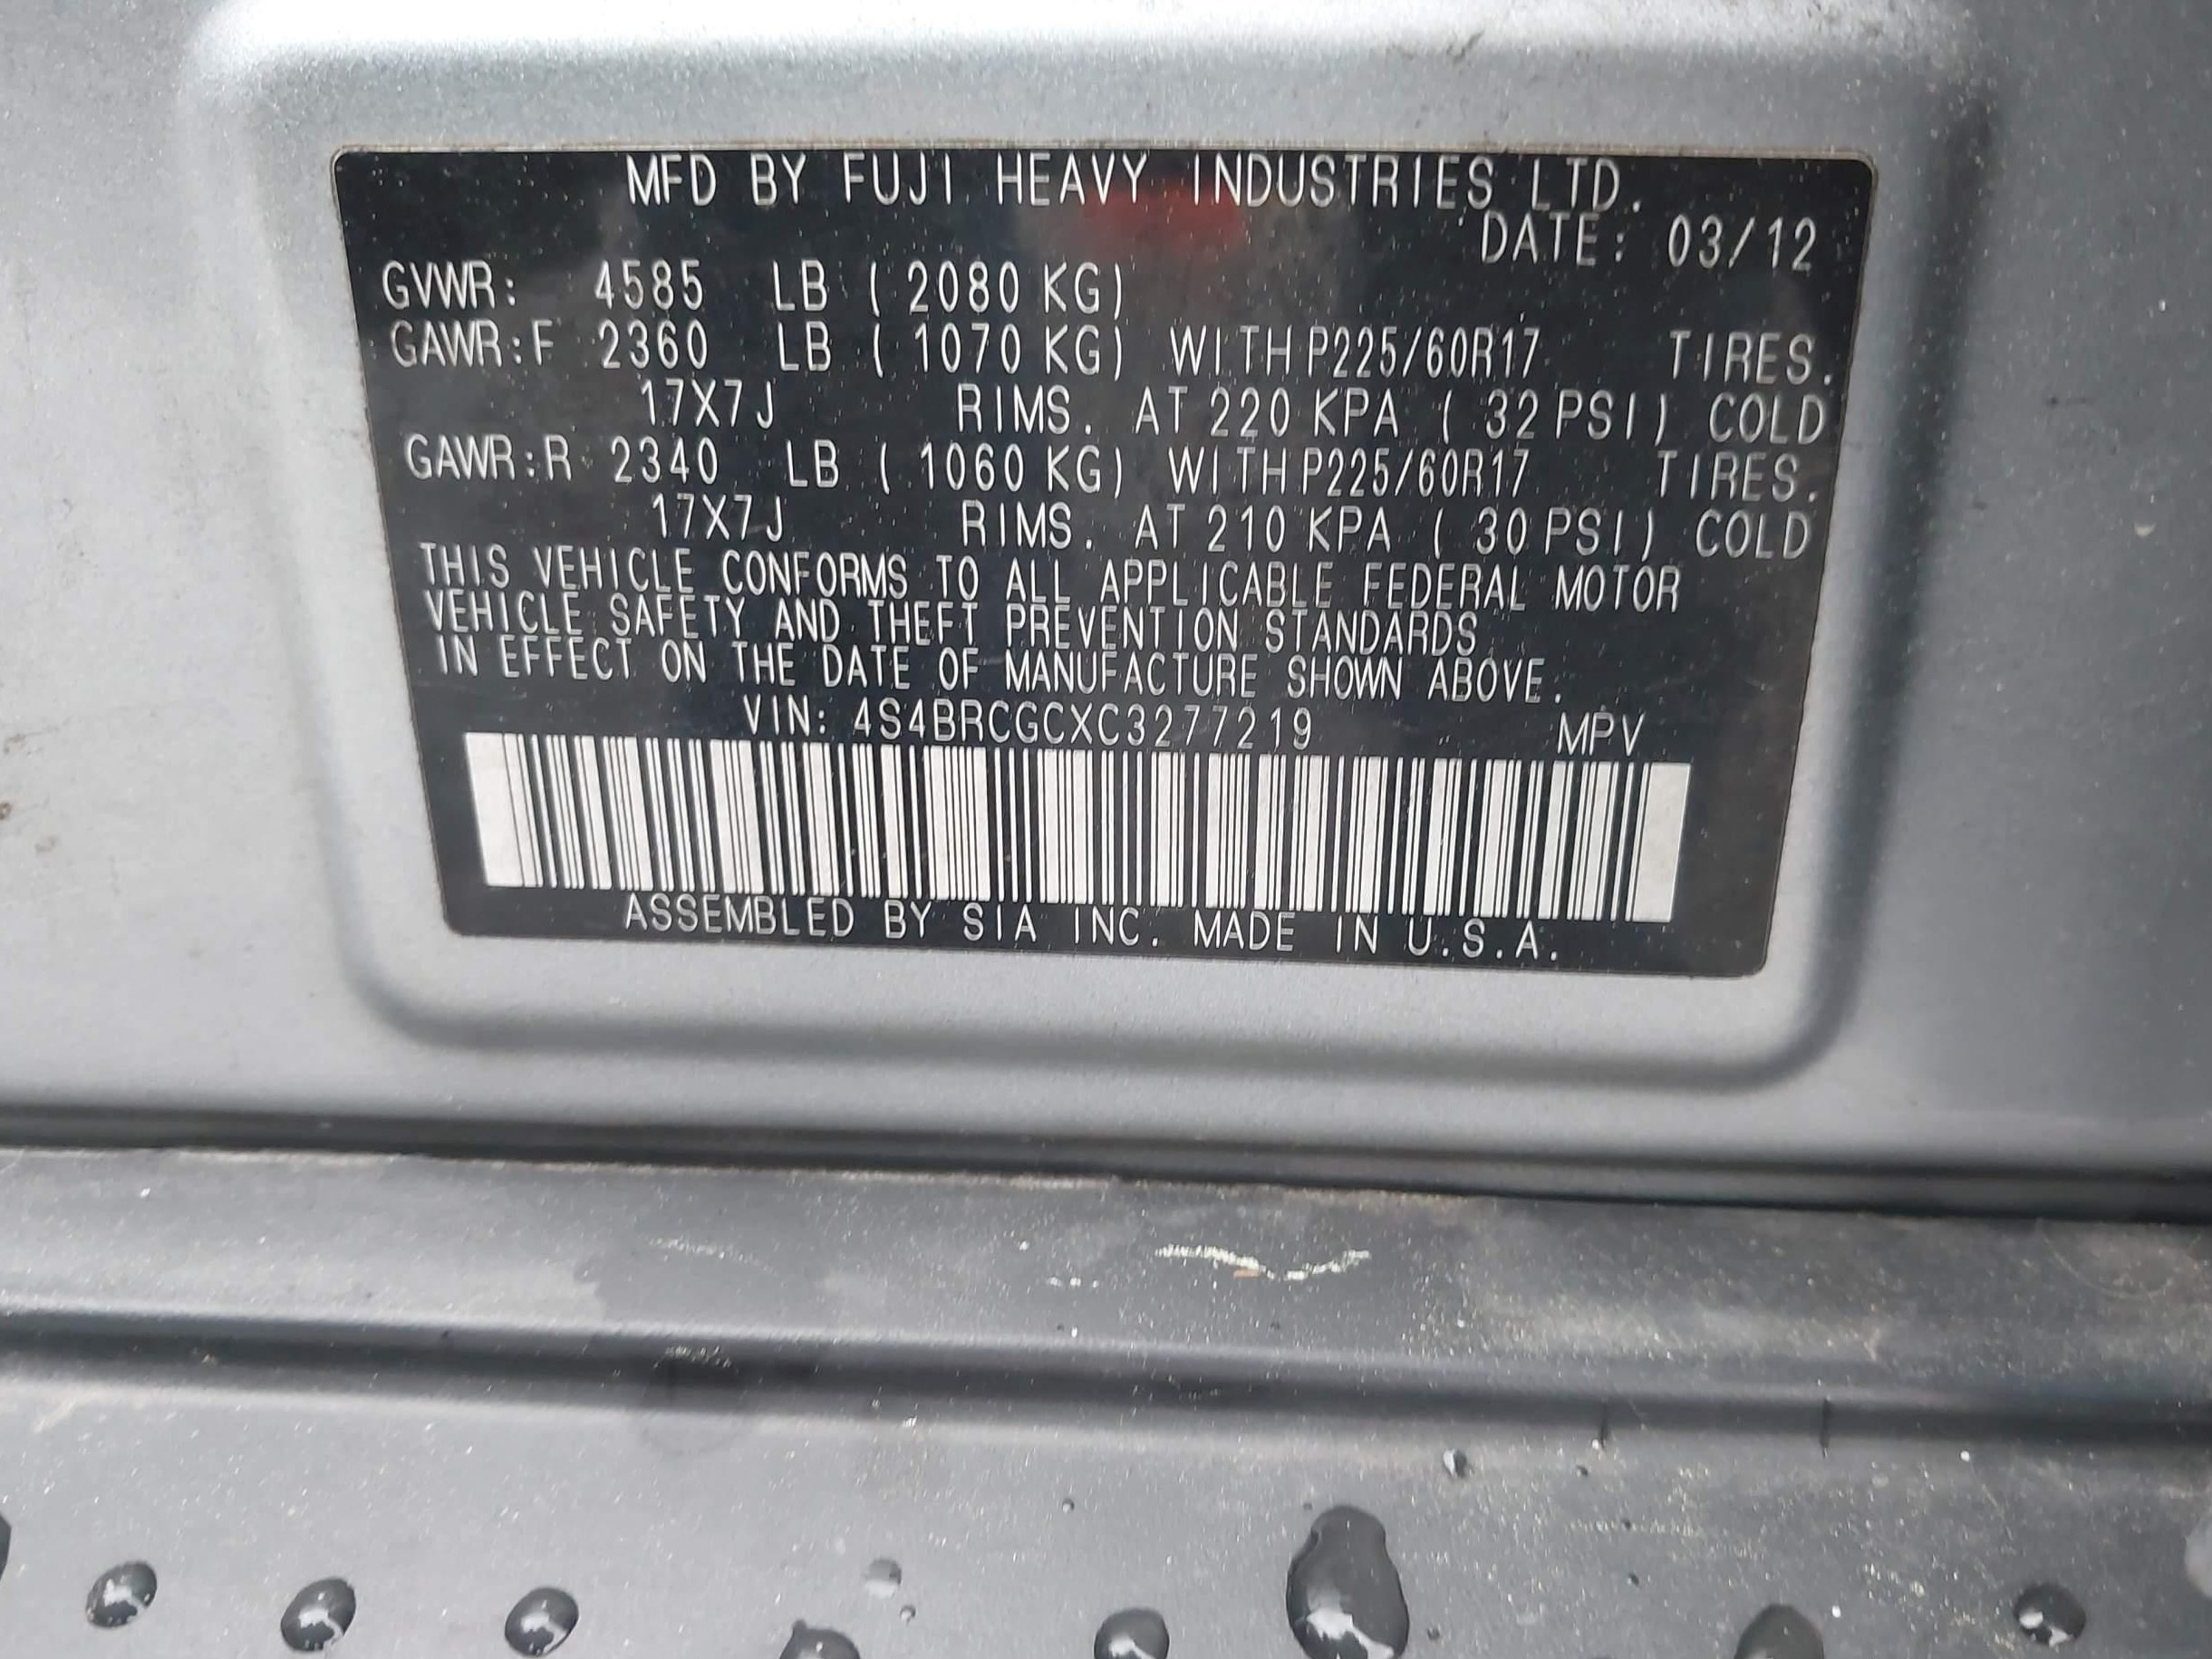 MFD BY FUJI HEAVY INDUSTRIES LTD.
DATE: 03/12
GVWR: 4585 LB ( 2080 KG)
GAWR:F 2360 LB ( 1070 KG) WITH P225/60R17 TIRES.
17X7J RIMS. AT 220 KPA ( 32 PSI) COLD
GAWR:R 2340 LB ( 1060 KG) WITH P225/60R17 TIRES.
17X7J RIMS. AT 210 KPA ( 30 PSI) COLD
THIS VEHICLE CONFORMS TO ALL APPLICABLE FEDERAL MOTOR
VEHICLE SAFETY AND THEFT PREVENTION STANDARDS
IN EFFECT ON THE DATE OF MANUFACTURE SHOWN ABOVE.
VIN: 4S4BRCGCXC3277219 MPV
ASSEMBLED BY SIA INC. MADE IN U.S.A.